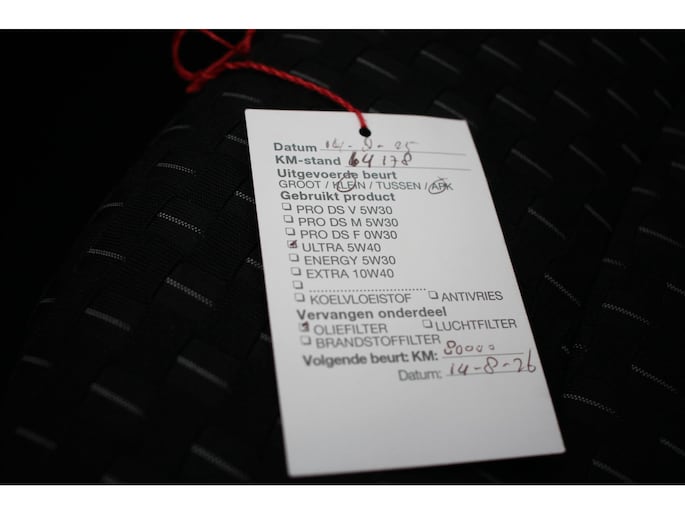 Datum 14-8-25
KM-stand 64178
Uitgevoerde beurt
GROOT / KLEIN / TUSSEN / APK
Gebruikt product
PRO DS V 5W30
PRO DS M 5W30
PRO DS F 0W30
ULTRA 5W40
ENERGY 5W30
EXTRA 10W40
KOELVLOEISTOF ANTIVRIES
Vervangen onderdeel
OLIEFILTER LUCHTFILTER
BRANDSTOFFILTER
Volgende beurt: KM: 80000
Datum: 14-8-26